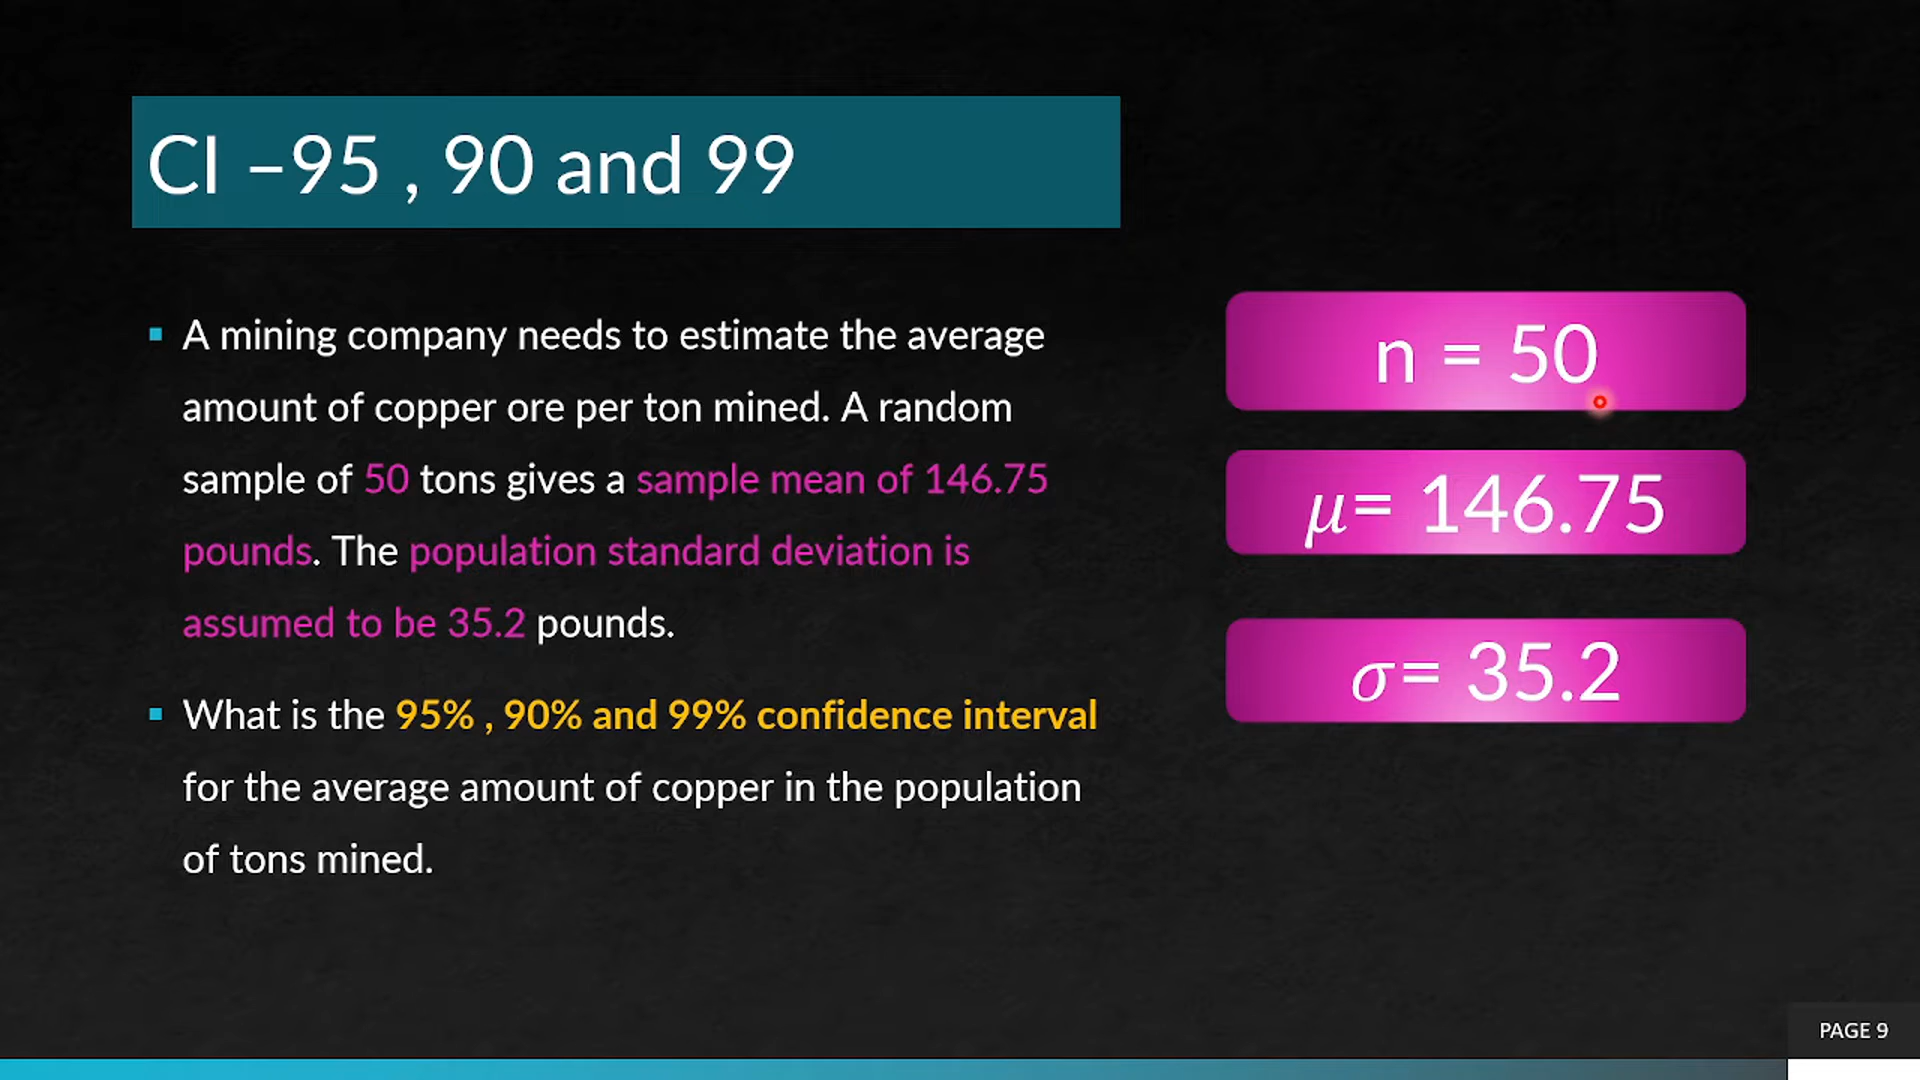 CI –95 , 90 and 99
A mining company needs to estimate the average
amount of copper ore per ton mined. A random
sample of 50 tons gives a sample mean of 146.75
pounds. The population standard deviation is
assumed to be 35.2 pounds.
What is the 95% , 90% and 99% confidence interval
for the average amount of copper in the population
of tons mined.
n = 50
μ= 146.75
σ= 35.2
PAGE 9